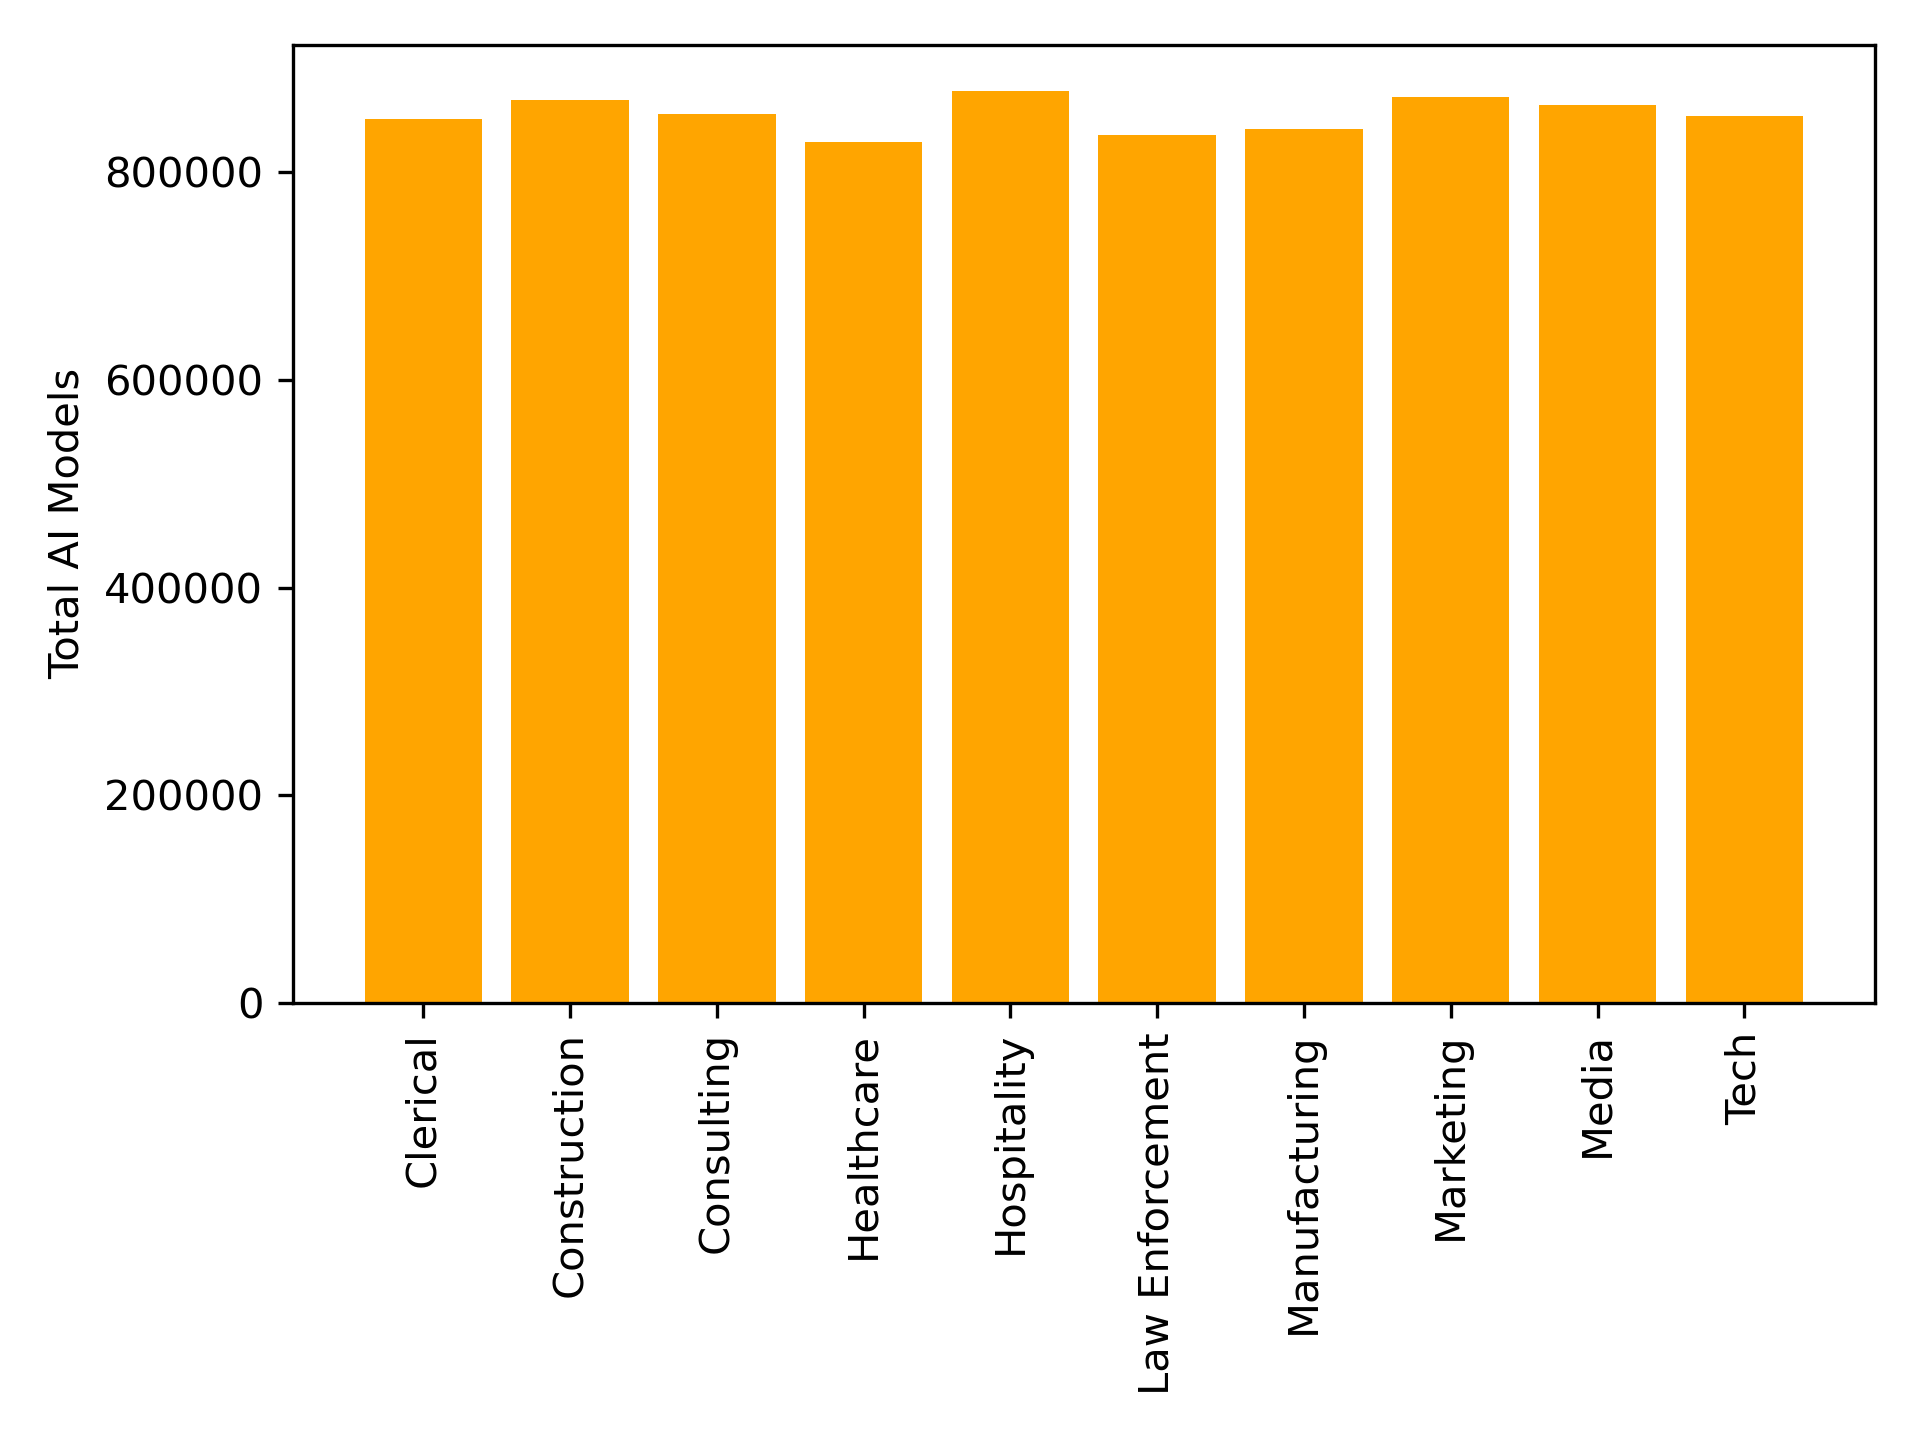 Total AI Models
800000
600000
400000
200000
0
Clerical
Construction
Consulting
Healthcare
Hospitality
Law Enforcement
Manufacturing
Marketing
Media
Tech